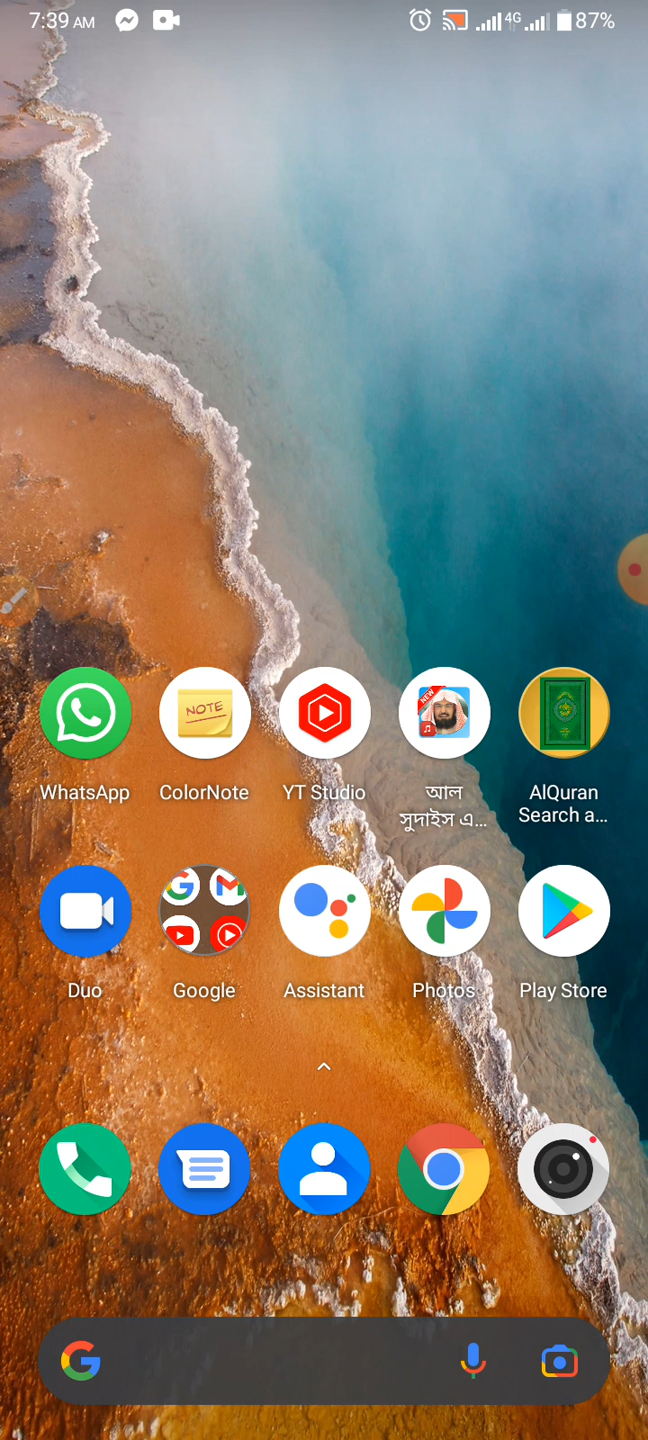 7:39 AM 4G 87%
WhatsApp ColorNote YT Studio আল AlQuran
সুদাইস এ... Search a...
NOTE
NEW
Duo Google Assistant Photos Play Store